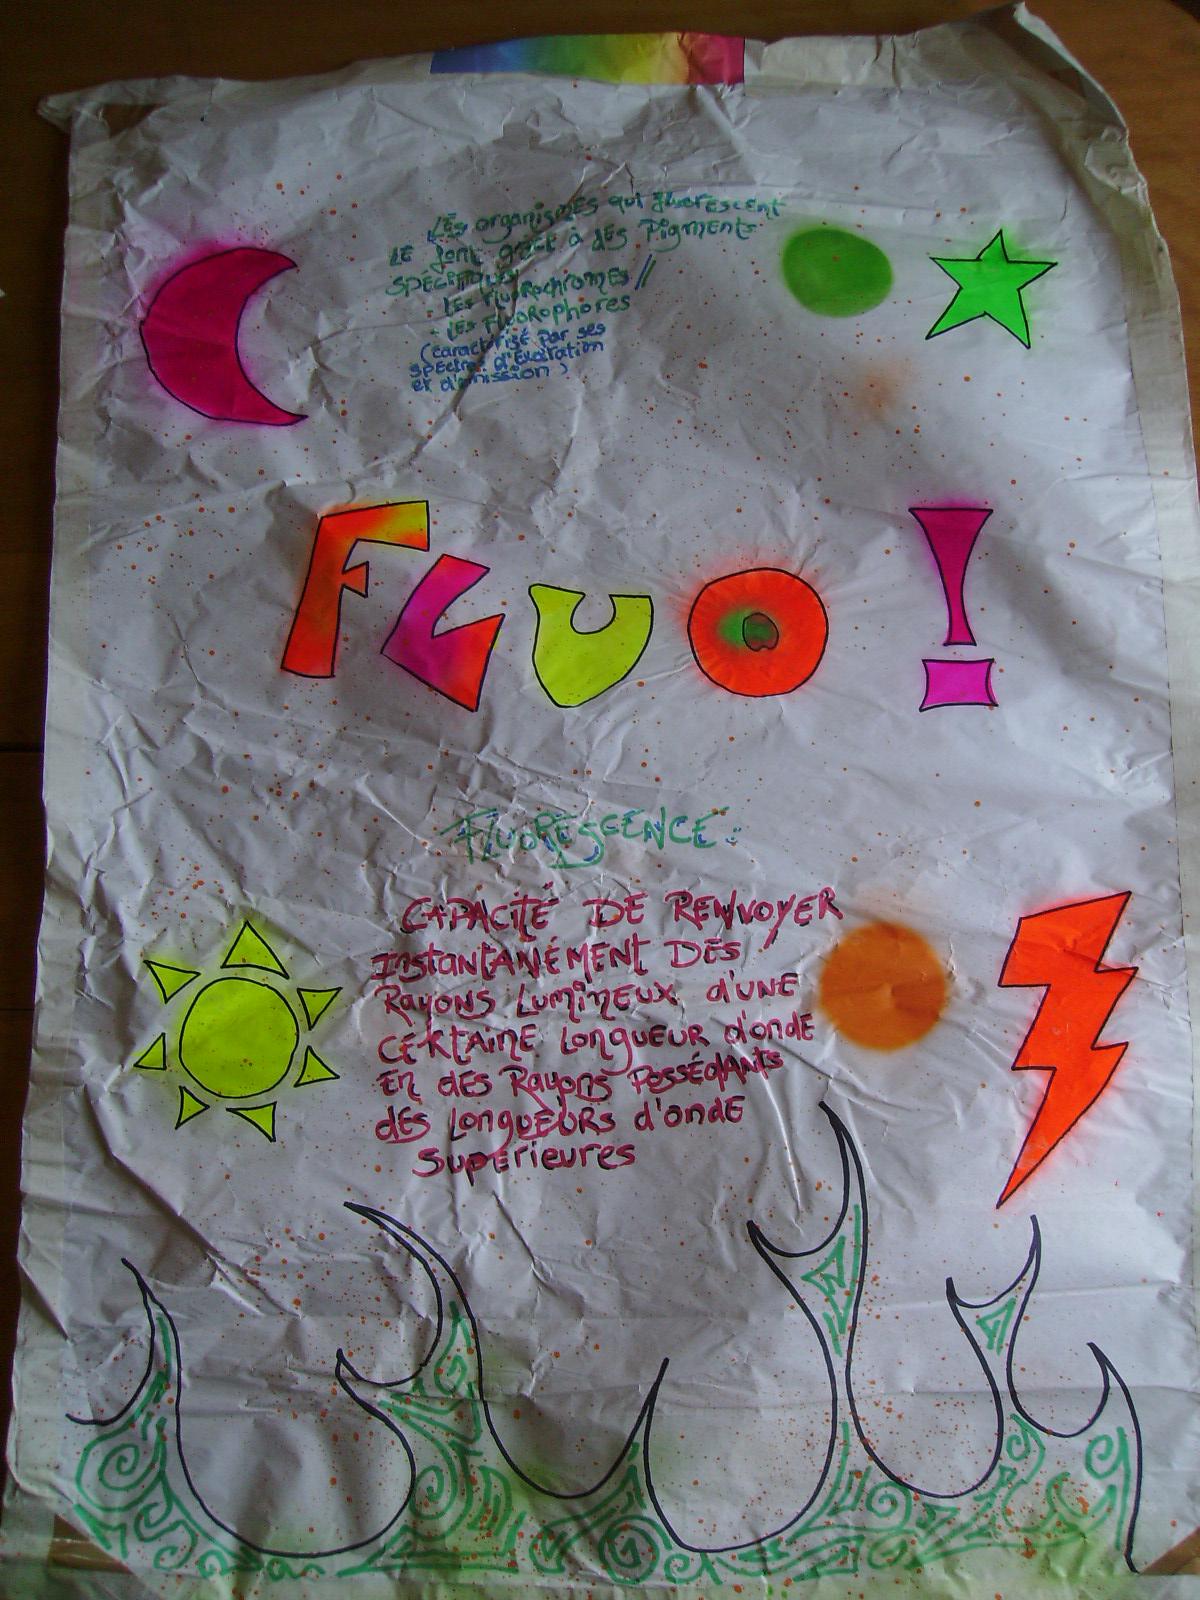 LES organismes qui fluorescent
LE font grâce à des Pigments
SPÉCIFIQUES
- LES Fluorochromes //
- LES Fluorophores
(caractérisé par ses
spectre d'Excitation
et d'émission)
FLUO !
FLUORESCENCE :
CAPACITÉ DE RENVOYER
INSTANTANÉMENT DES
RAYONS LUMINEUX D'UNE
CERTAINE LONGUEUR D'ONDE
EN DES RAYONS POSSÉDANTS
DES LONGUEURS D'ONDE
SUPÉRIEURES